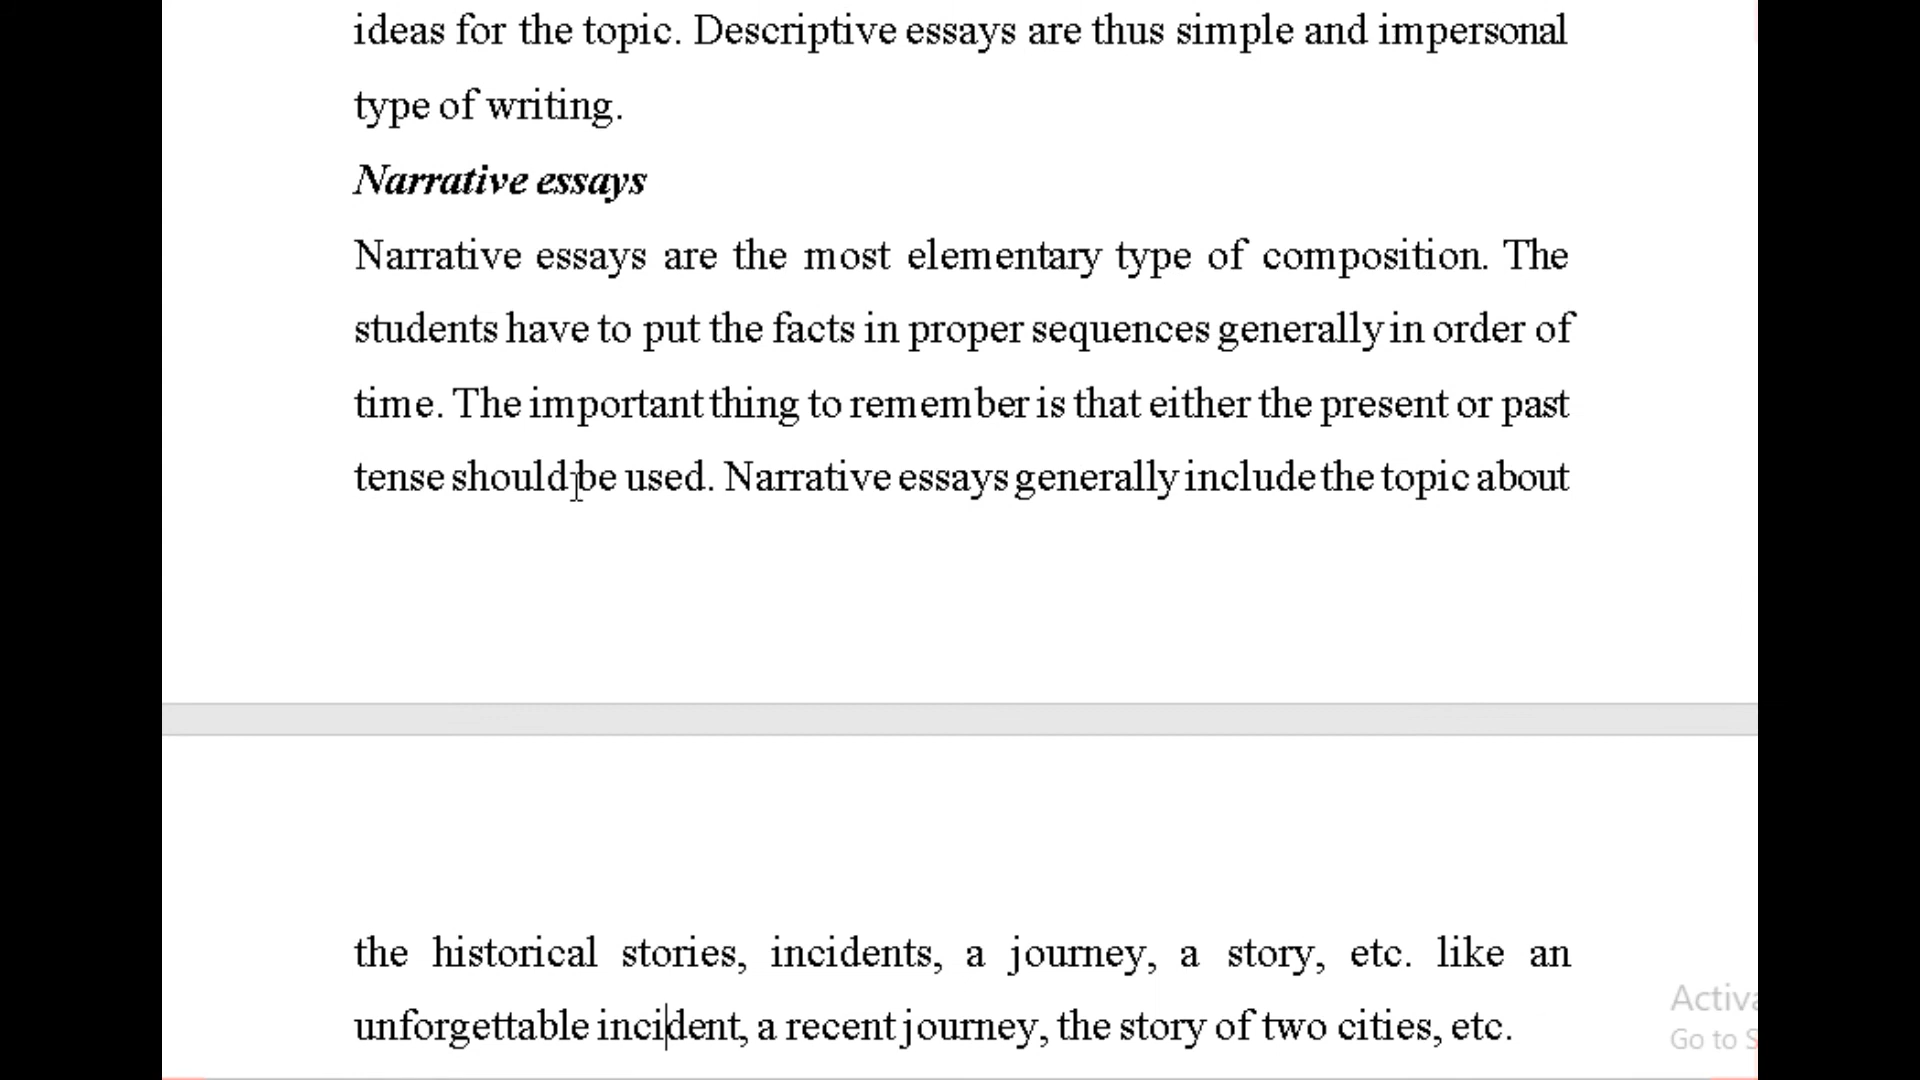 ideas for the topic. Descriptive essays are thus simple and impersonal
type of writing.
Narrative essays
Narrative essays are the most elementary type of composition. The
students have to put the facts in proper sequences generally in order of
time. The important thing to remember is that either the present or past
tense should be used. Narrative essays generally include the topic about
the historical stories, incidents, a journey, a story, etc. like an
unforgettable incident, a recent journey, the story of two cities, etc.
Activa
Go to S